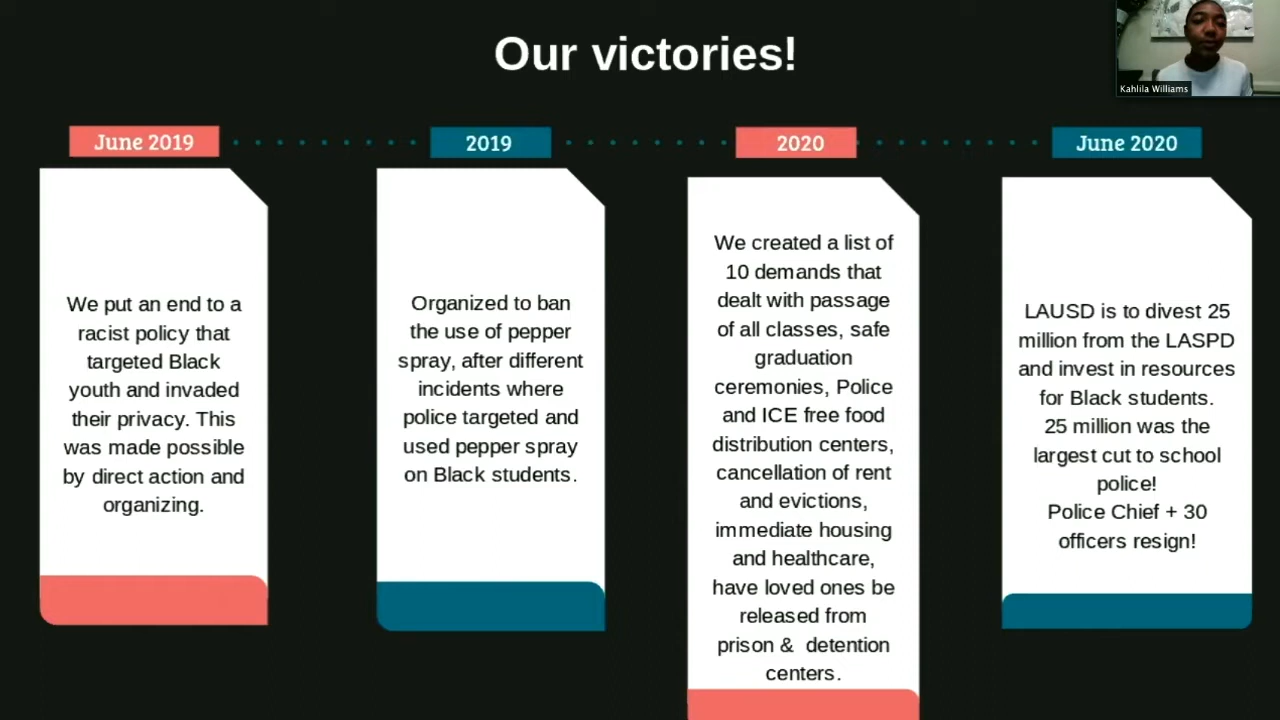 Our victories!
Kahlila Williams
June 2019
2019
2020
June 2020
We put an end to a
racist policy that
targeted Black
youth and invaded
their privacy. This
was made possible
by direct action and
organizing.
Organized to ban
the use of pepper
spray, after different
incidents where
police targeted and
used pepper spray
on Black students.
We created a list of
10 demands that
dealt with passage
of all classes, safe
graduation
ceremonies, Police
and ICE free food
distribution centers,
cancellation of rent
and evictions,
immediate housing
and healthcare,
have loved ones be
released from
prison &  detention
centers.
LAUSD is to divest 25
million from the LASPD
and invest in resources
for Black students.
25 million was the
largest cut to school
police!
Police Chief + 30
officers resign!